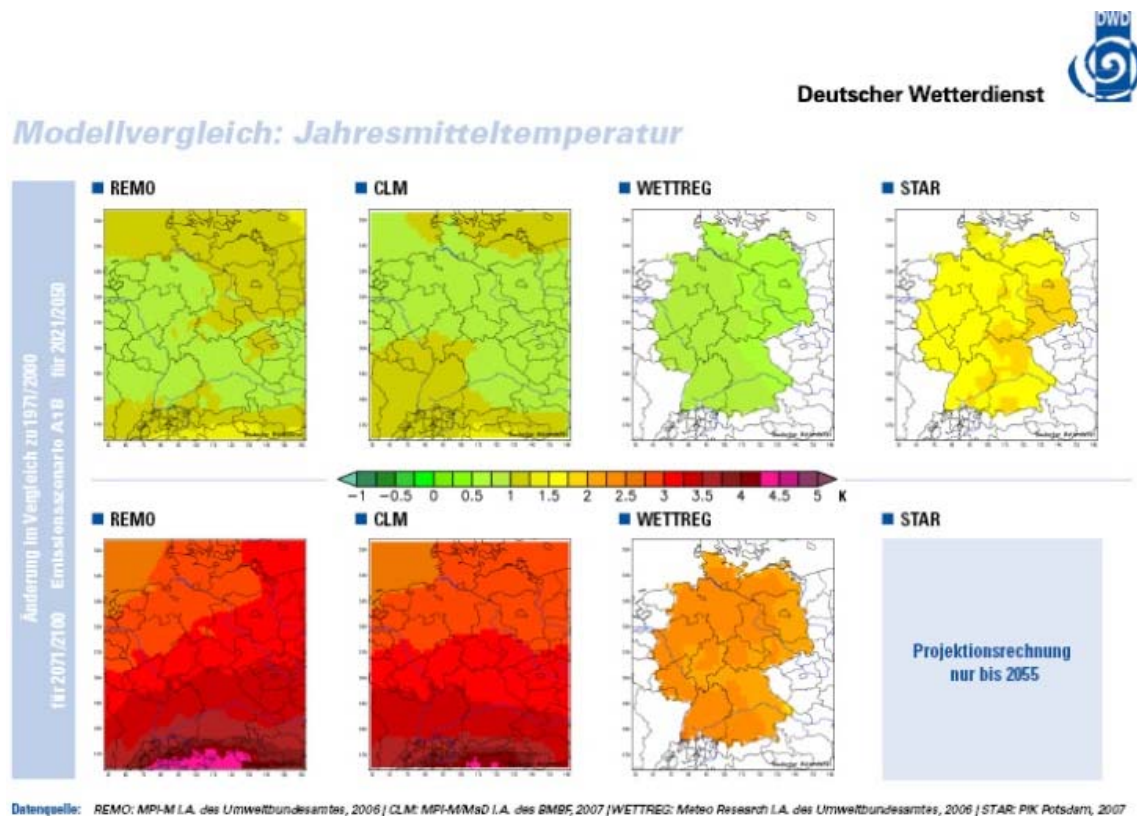 DWD
Deutscher Wetterdienst
Modellvergleich: Jahresmitteltemperatur
Änderung im Vergleich zu 1971/2000
für 2071/2100 Emissionsszenario A1B für 2021/2050
REMO
CLM
WETTREG
STAR
-1 -0.5 0 0.5 1 1.5 2 2.5 3 3.5 4 4.5 5 K
REMO
CLM
WETTREG
STAR
Projektionsrechnung
nur bis 2055
Datenquelle: REMO: MPI-M I.A. des Umweltbundesamtes, 2006 | CLM: MPI-M/MaD I.A. des BMBF, 2007 | WETTREG: Meteo Research I.A. des Umweltbundesamtes, 2006 | STAR: PIK Potsdam, 2007